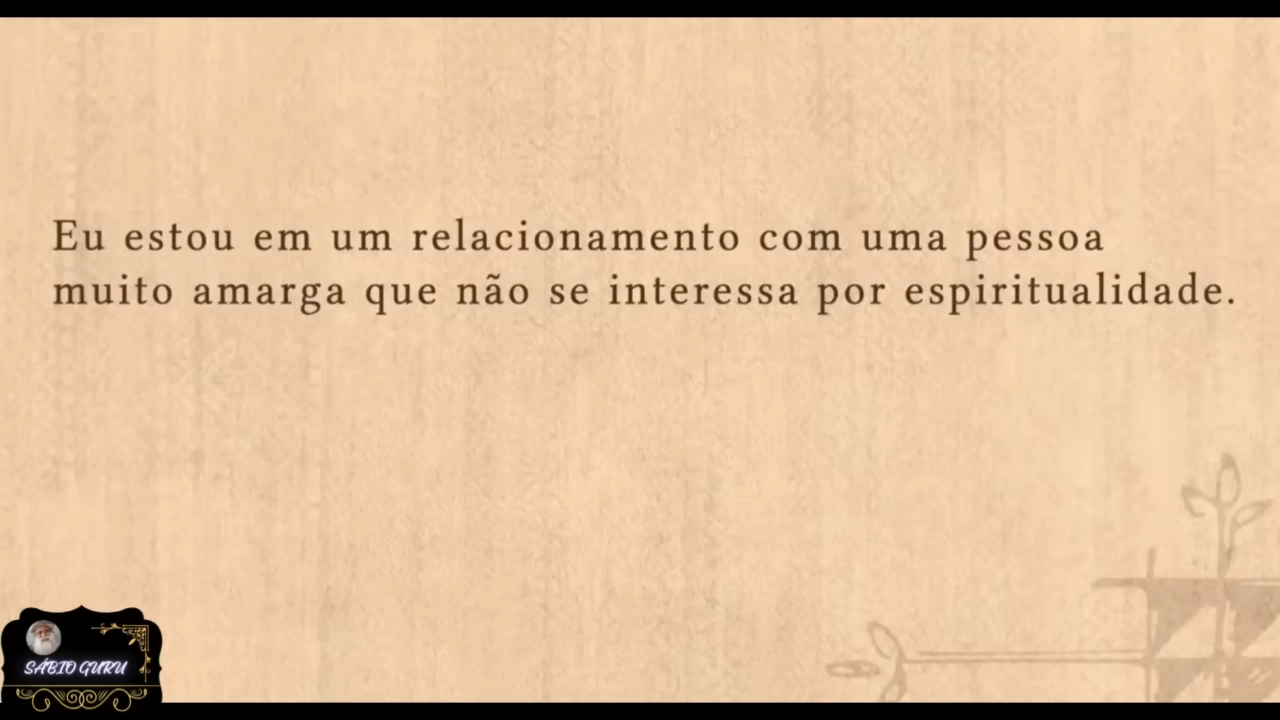 Eu estou em um relacionamento com uma pessoa
muito amarga que não se interessa por espiritualidade.
SÁBIO GURU